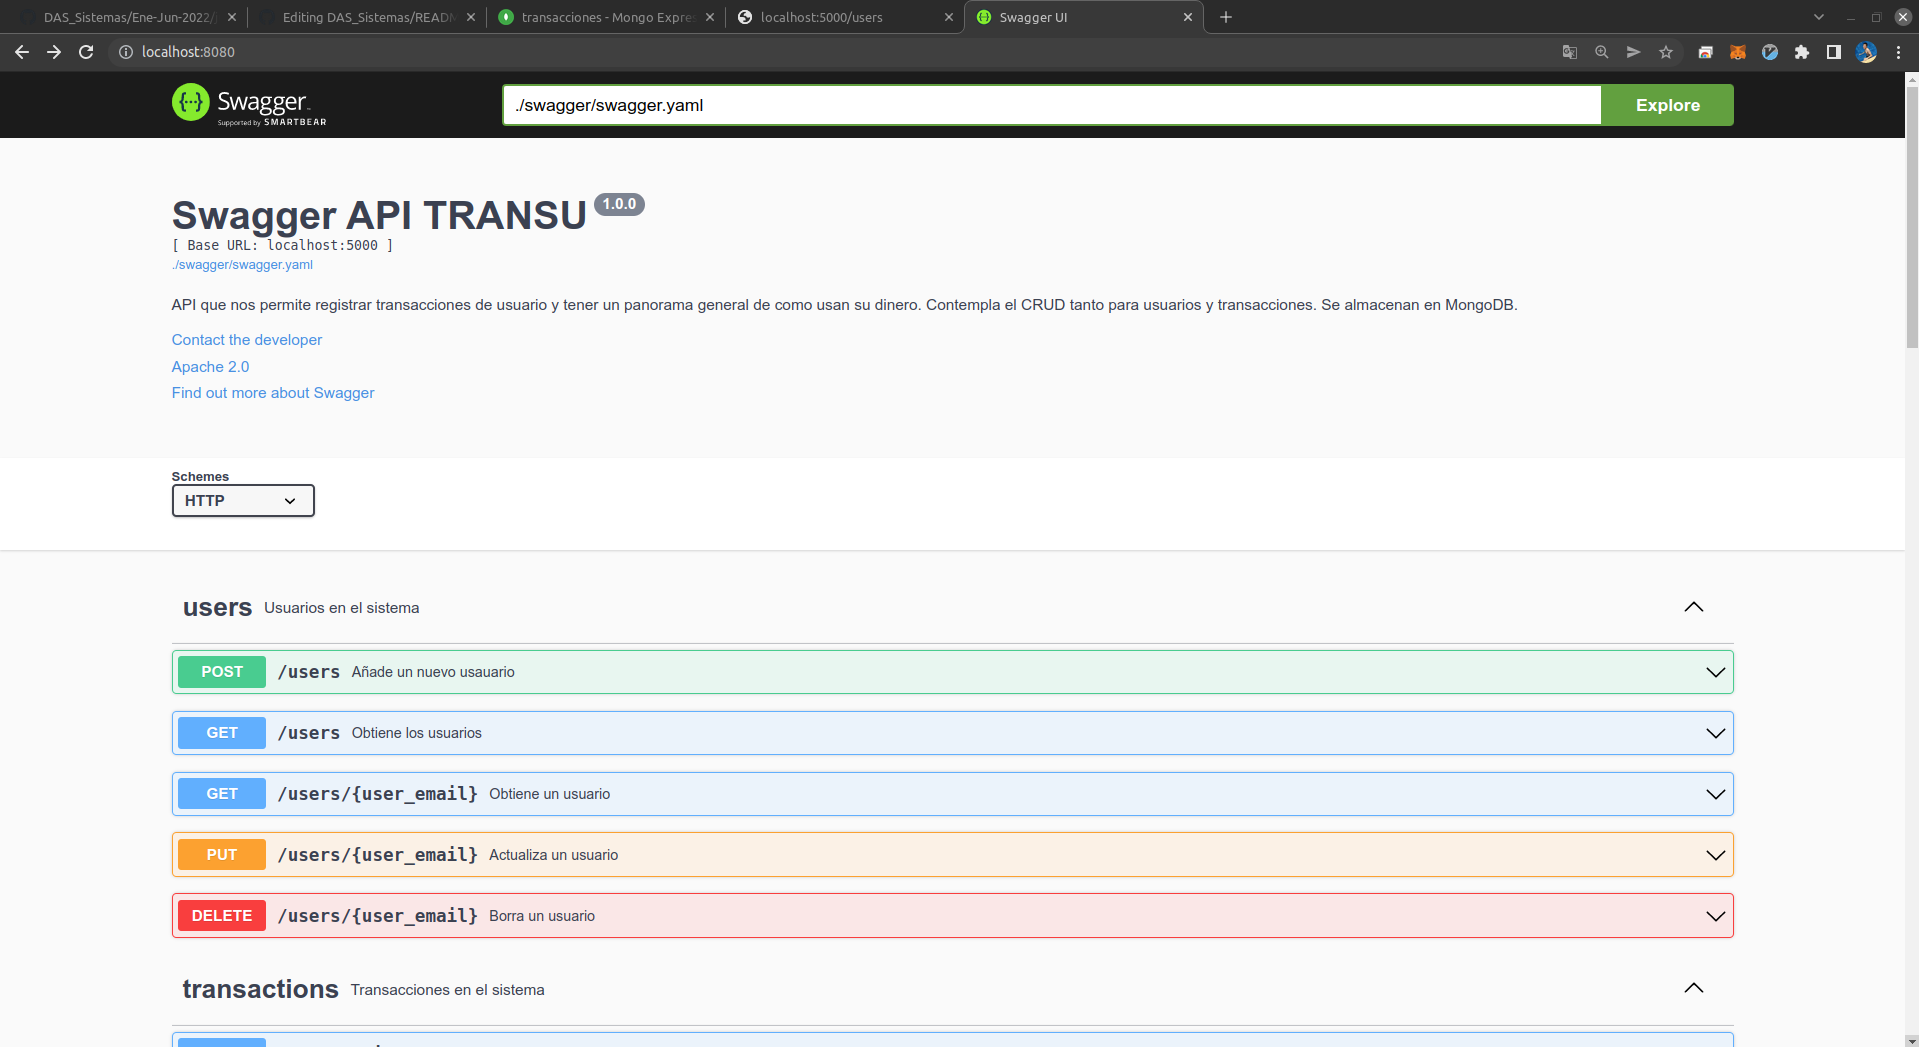 DAS_Sistemas/Ene-Jun-2022/
Editing DAS_Sistemas/READM
transacciones - Mongo Expres
localhost:5000/users
Swagger UI
localhost:8080
Swagger
Supported by SMARTBEAR
./swagger/swagger.yaml
Explore
Swagger API TRANSU 1.0.0
[ Base URL: localhost:5000 ]
./swagger/swagger.yaml
API que nos permite registrar transacciones de usuario y tener un panorama general de como usan su dinero. Contempla el CRUD tanto para usuarios y transacciones. Se almacenan en MongoDB.
Contact the developer
Apache 2.0
Find out more about Swagger
Schemes
HTTP
users Usuarios en el sistema
POST /users Añade un nuevo usauario
GET /users Obtiene los usuarios
GET /users/{user_email} Obtiene un usuario
PUT /users/{user_email} Actualiza un usuario
DELETE /users/{user_email} Borra un usuario
transactions Transacciones en el sistema